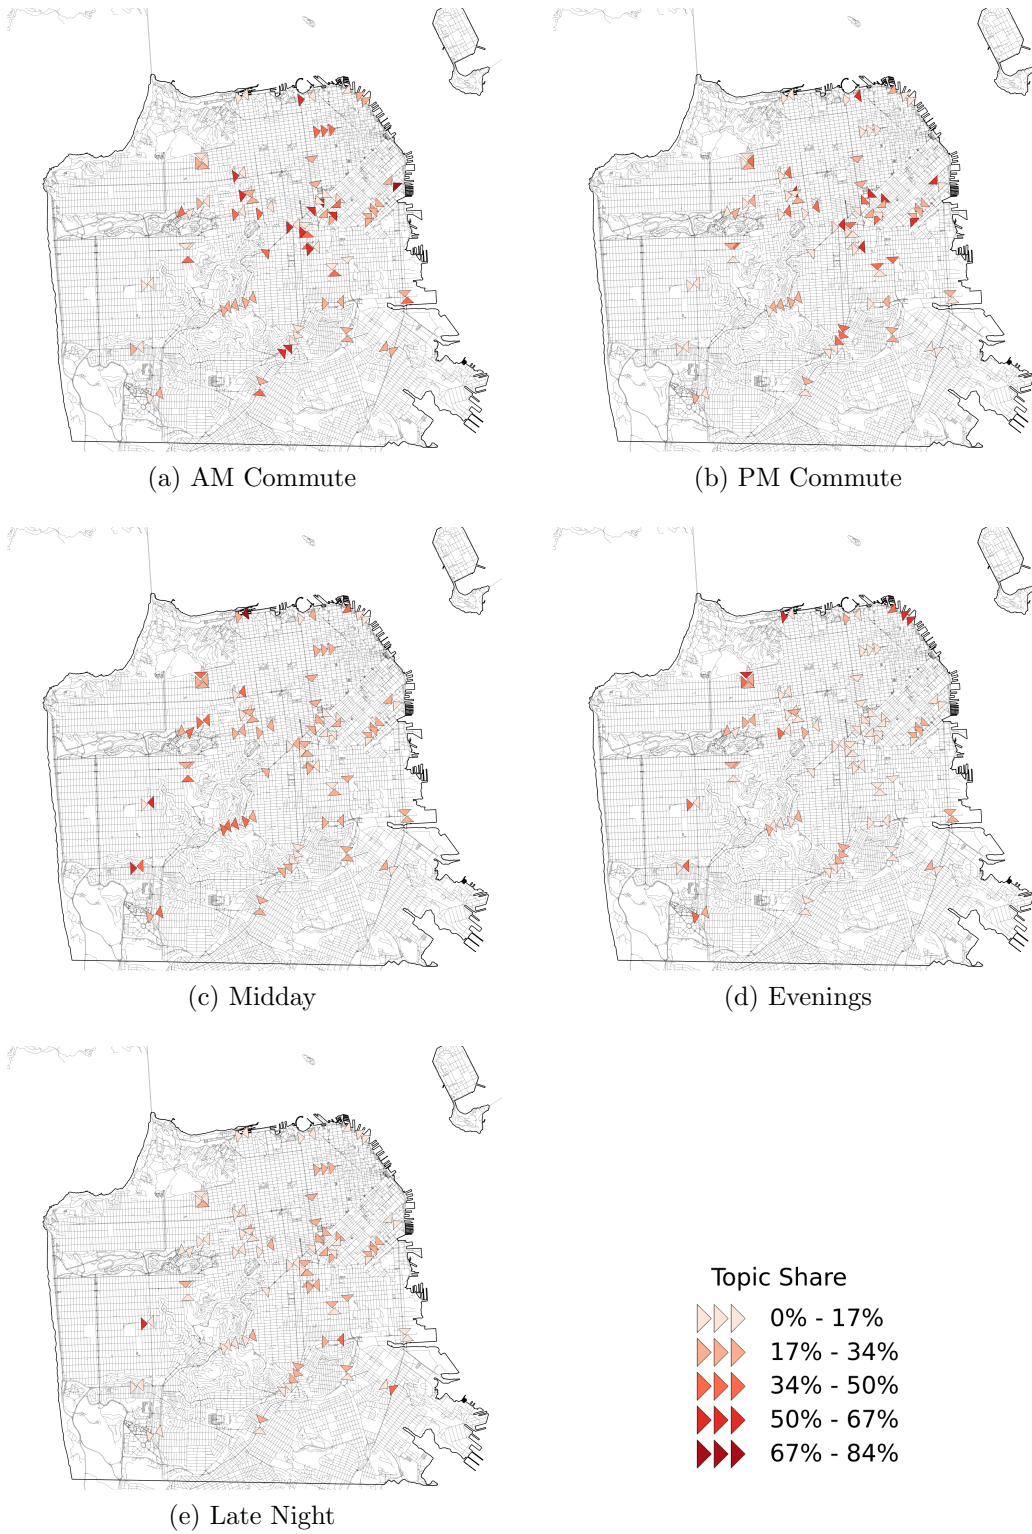 (a) AM Commute
(b) PM Commute
(c) Midday
(d) Evenings
(e) Late Night
Topic Share
0% - 17%
17% - 34%
34% - 50%
50% - 67%
67% - 84%